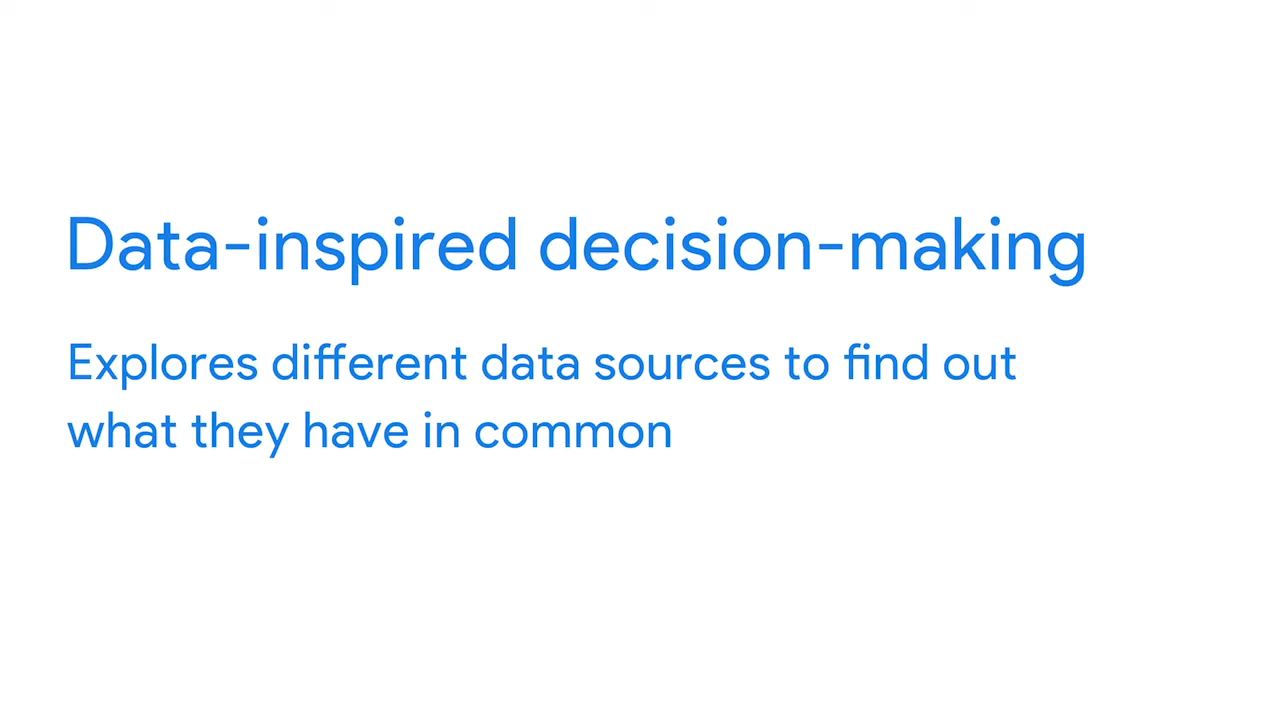 Data-inspired decision-making
Explores different data sources to find out
what they have in common